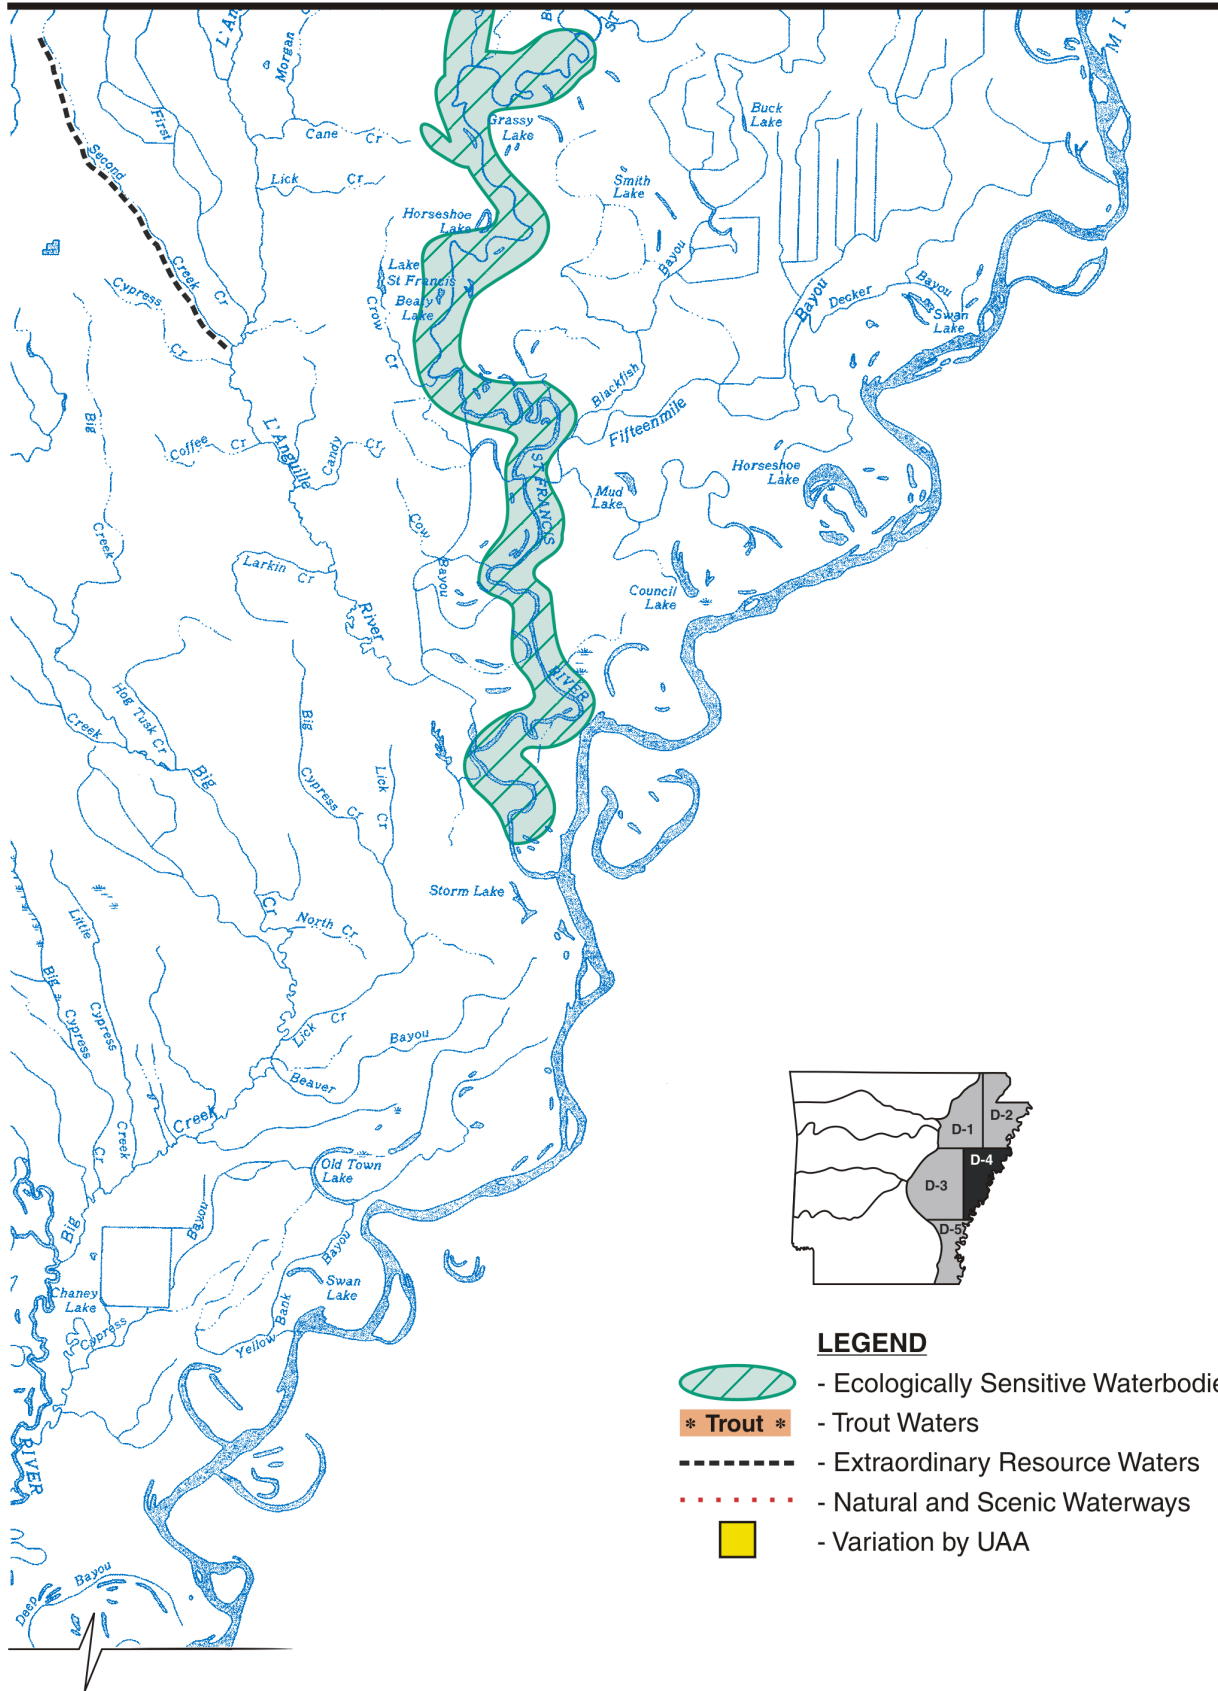 L'An
Morgan
ST
MI
First
Cane Cr
Grassy
Lake
Buck
Lake
Second
Lick Cr
Smith
Lake
Horseshoe
Lake
Bayou
Lake
St Francis
Beaty
Lake
Creek
Cr
Cypress
Cr
Crow
Cr
Bayou
Decker
Bayou
Swan
Lake
Blackfish
Fifteenmile
Big
Coffee Cr
L'Anguille
Candy Cr
ST FRANCIS
Horseshoe
Lake
Mud
Lake
Creek
Cow
Bayou
Larkin Cr
Council
Lake
River
RIVER
Hog Tusk Cr
Creek
Big
Big
Cypress Cr
Lick
Cr
Storm Lake
Cr
North Cr
Little
Cypress
Creek
Big
Cypress
Cr
Lick Cr
Bayou
Beaver
Creek
Old Town
Lake
Big
Bayou
Bayou
Swan
Lake
Chaney
Lake
Cypress
Yellow
Bank
RIVER
Deep
Bayou
D-1
D-2
D-4
D-3
D-5
LEGEND
- Ecologically Sensitive Waterbodie
* Trout * - Trout Waters
- Extraordinary Resource Waters
- Natural and Scenic Waterways
- Variation by UAA